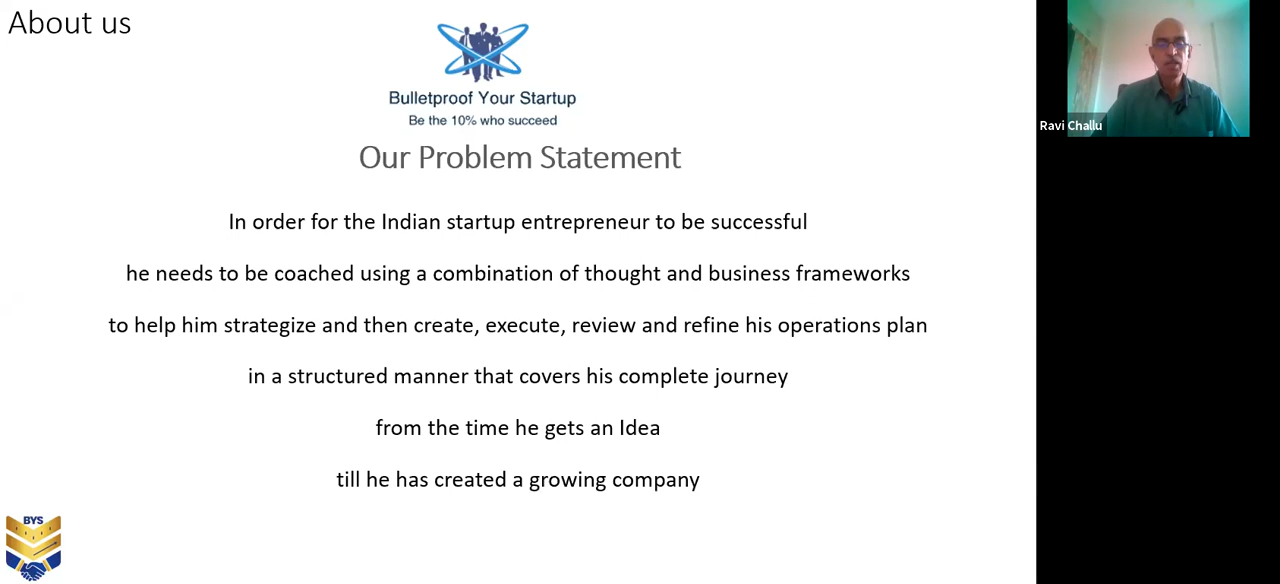 About us
Bulletproof Your Startup
Be the 10% who succeed
Our Problem Statement
In order for the Indian startup entrepreneur to be successful
he needs to be coached using a combination of thought and business frameworks
to help him strategize and then create, execute, review and refine his operations plan
in a structured manner that covers his complete journey
from the time he gets an Idea
till he has created a growing company
BYS
Ravi Challu